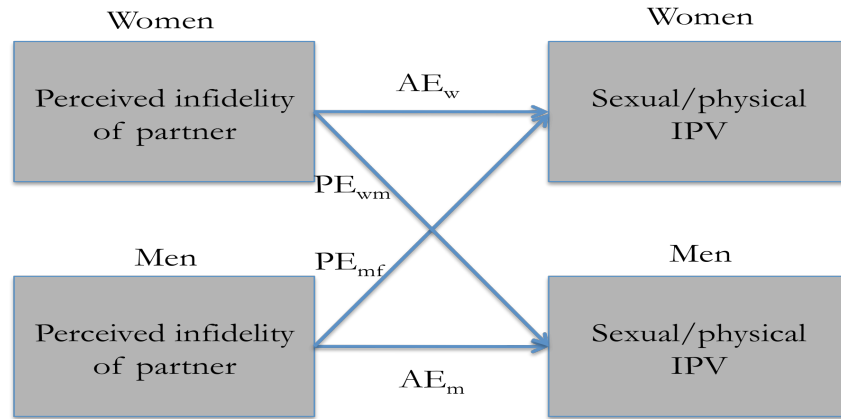 Women
Women
Perceived infidelity
of partner
AEw
Sexual/physical
IPV
PEwm
Men
PEmf
Men
Perceived infidelity
of partner
AEm
Sexual/physical
IPV